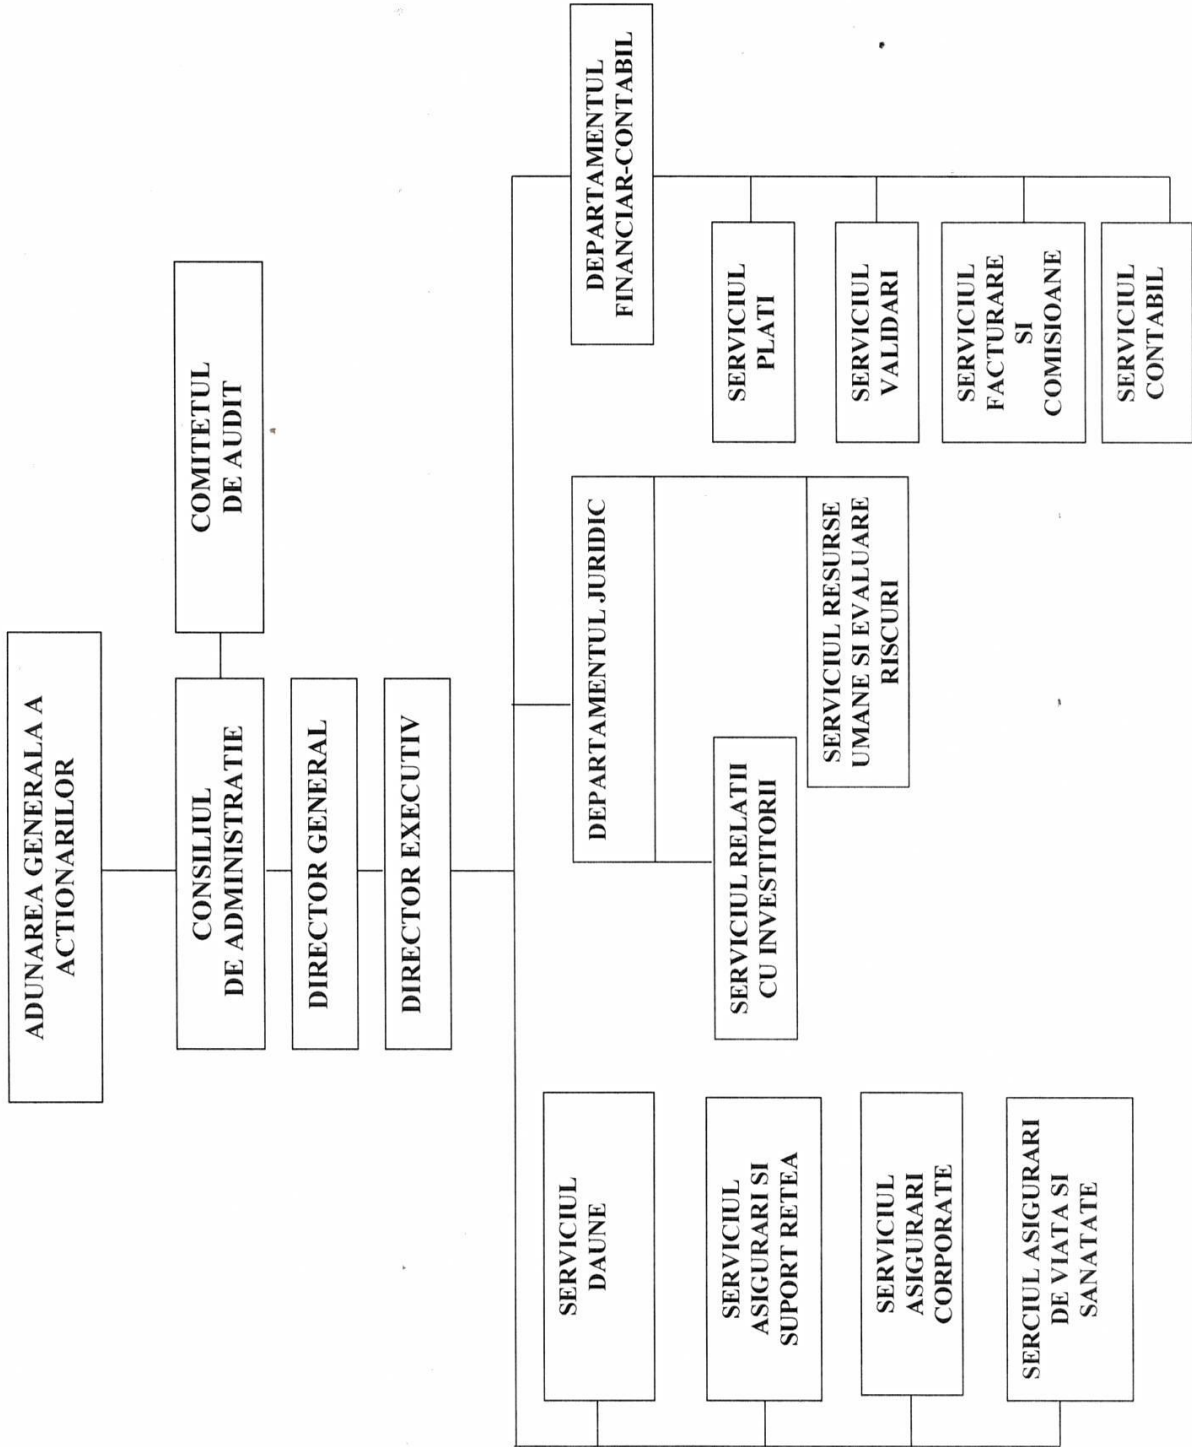 ADUNAREA GENERALA A
ACTIONARILOR
CONSILIUL
DE ADMINISTRATIE
COMITETUL
DE AUDIT
DIRECTOR GENERAL
DIRECTOR EXECUTIV
SERVICIUL
DAUNE
SERVICIUL
ASIGURARI SI
SUPORT RETEA
SERVICIUL
ASIGURARI
CORPORATE
SERCIUL ASIGURARI
DE VIATA SI
SANATATE
DEPARTAMENTUL JURIDIC
SERVICIUL RELATII
CU INVESTITORII
SERVICIUL RESURSE
UMANE SI EVALUARE
RISCURI
DEPARTAMENTUL
FINANCIAR-CONTABIL
SERVICIUL
PLATI
SERVICIUL
VALIDARI
SERVICIUL
FACTURARE
SI
COMISIOANE
SERVICIUL
CONTABIL